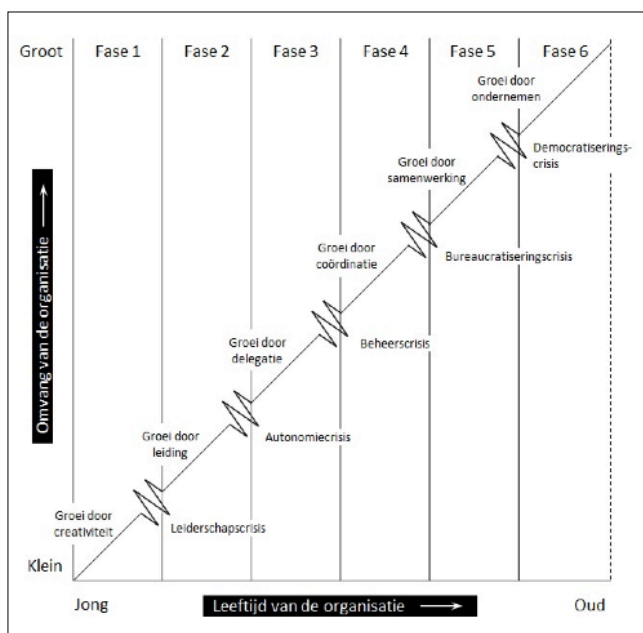 Groot
Fase 1
Fase 2
Fase 3
Fase 4
Fase 5
Fase 6
Groei door
ondernemen
Democratiserings-
crisis
Groei door
samenwerking
Bureaucratiseringscrisis
Groei door
coördinatie
Beheerscrisis
Groei door
delegatie
Autonomiecrisis
Groei door
leiding
Leiderschapscrisis
Groei door
creativiteit
Omvang van de organisatie
Klein
Jong
Leeftijd van de organisatie
Oud